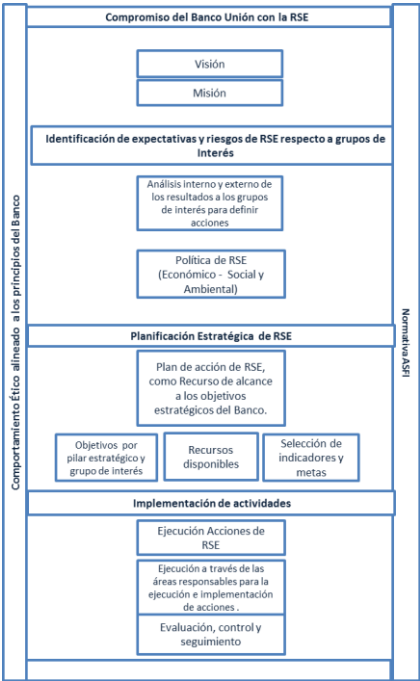 Compromiso del Banco Unión con la RSE
Visión
Misión
Identificación de expectativas y riesgos de RSE respecto a grupos de
Interés
Análisis interno y externo de
los resultados a los grupos
de interés para definir
acciones
Política de RSE
(Económico - Social y
Ambiental)
Planificación Estratégica de RSE
Plan de acción de RSE,
como Recurso de alcance
a los objetivos
estratégicos del Banco.
Objetivos por
pilar estratégico y
grupo de interés
Recursos
disponibles
Selección de
indicadores y
metas
Implementación de actividades
Ejecución Acciones de
RSE
Ejecución a través de las
áreas responsables para la
ejecución e implementación
de acciones .
Evaluación, control y
seguimiento
Comportamiento Ético alineado a los principios del Banco
Normativa ASFI